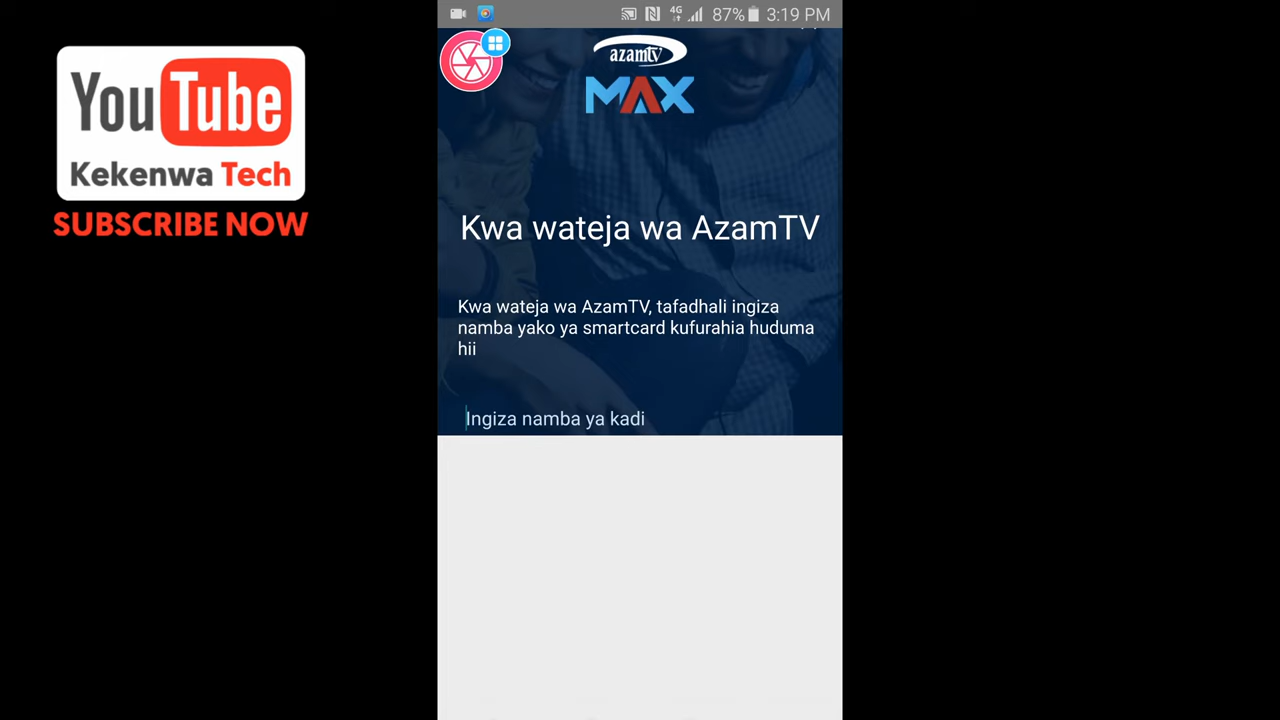 YouTube
Kekenwa Tech
SUBSCRIBE NOW
4G 87% 3:19 PM
azamtv
MAX
Kwa wateja wa AzamTV
Kwa wateja wa AzamTV, tafadhali ingiza
namba yako ya smartcard kufurahia huduma
hii
Ingiza namba ya kadi